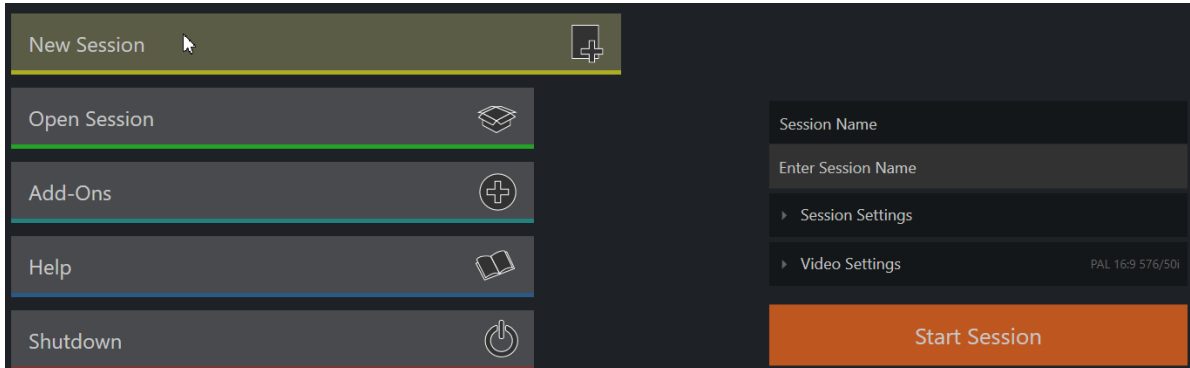 New Session
Open Session
Add-Ons
Help
Shutdown
Session Name
Enter Session Name
Session Settings
Video Settings PAL 16:9 576/50i
Start Session